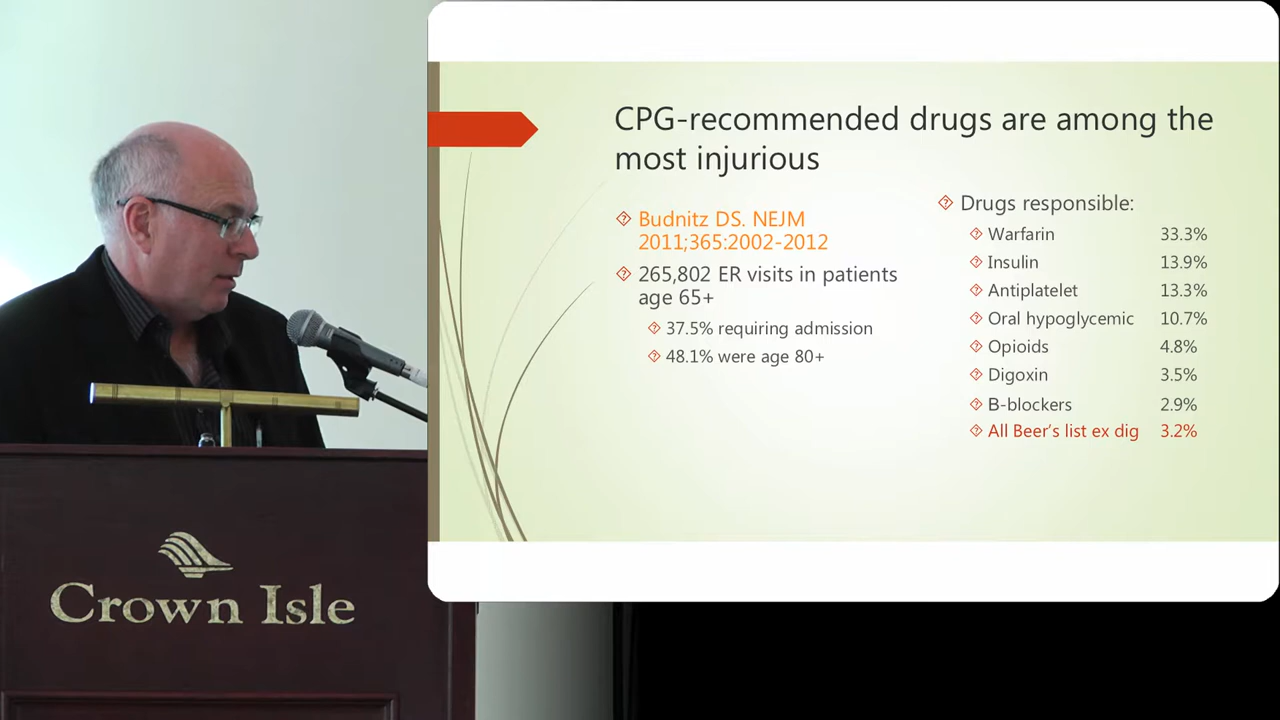 CPG-recommended drugs are among the
most injurious
Budnitz DS. NEJM
2011;365:2002-2012
265,802 ER visits in patients
age 65+
37.5% requiring admission
48.1% were age 80+
Drugs responsible:
Warfarin 33.3%
Insulin 13.9%
Antiplatelet 13.3%
Oral hypoglycemic 10.7%
Opioids 4.8%
Digoxin 3.5%
B-blockers 2.9%
All Beer's list ex dig 3.2%
Crown Isle